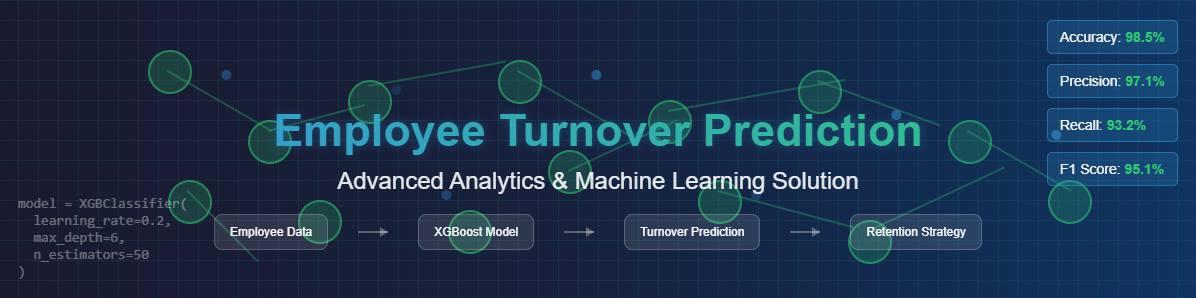 Accuracy: 98.5%
Precision: 97.1%
Recall: 93.2%
F1 Score: 95.1%
Employee Turnover Prediction
Advanced Analytics & Machine Learning Solution
model = XGBClassifier(
learning_rate=0.2,
max_depth=6,
n_estimators=50
)
Employee Data
XGBoost Model
Turnover Prediction
Retention Strategy